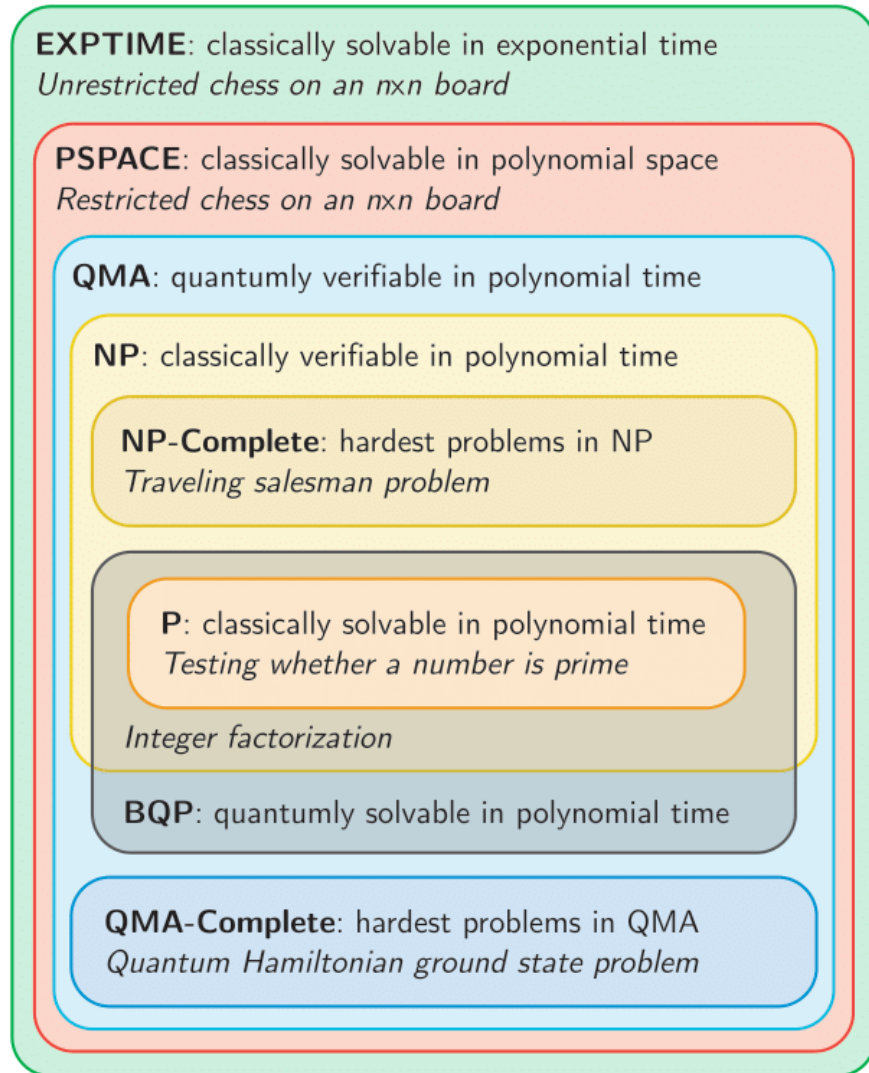 EXPTIME: classically solvable in exponential time
Unrestricted chess on an nxn board
PSPACE: classically solvable in polynomial space
Restricted chess on an nxn board
QMA: quantumly verifiable in polynomial time
NP: classically verifiable in polynomial time
NP-Complete: hardest problems in NP
Traveling salesman problem
P: classically solvable in polynomial time
Testing whether a number is prime
Integer factorization
BQP: quantumly solvable in polynomial time
QMA-Complete: hardest problems in QMA
Quantum Hamiltonian ground state problem